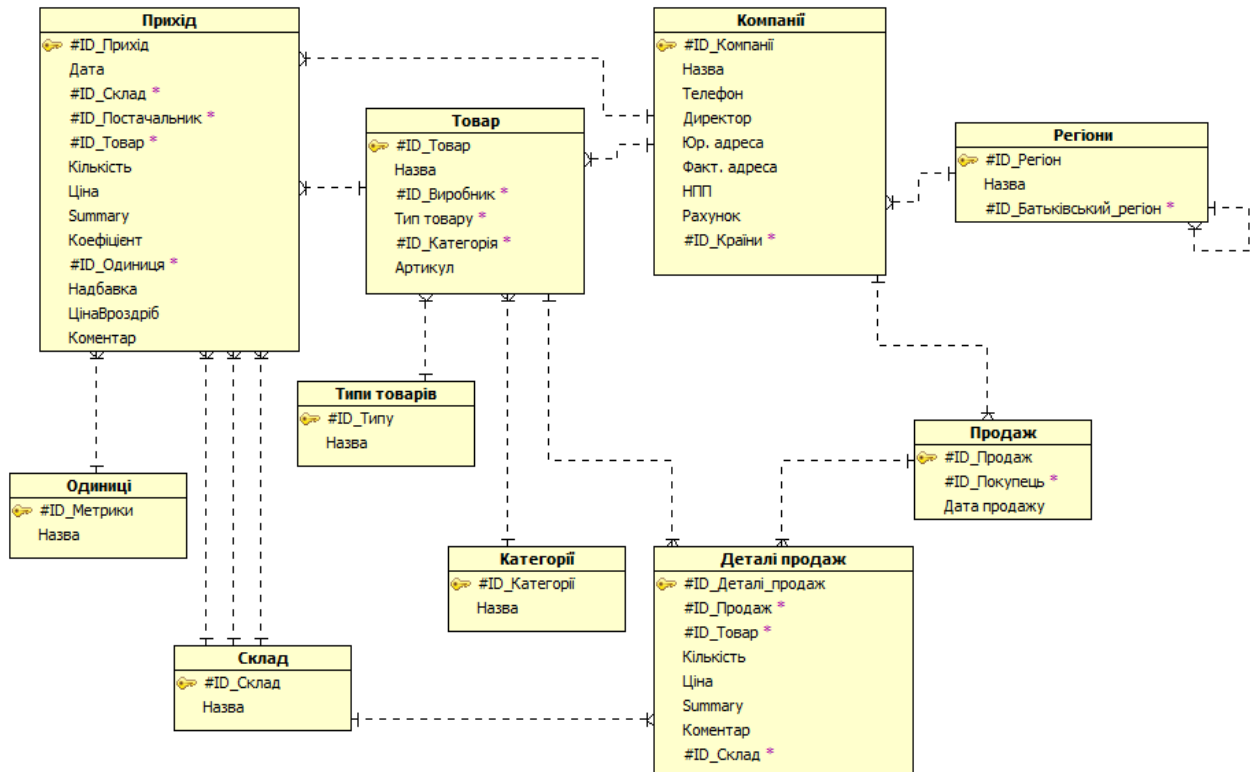 Прихід
#ID_Прихід
Дата
#ID_Склад *
#ID_Постачальник *
#ID_Товар *
Кількість
Ціна
Summary
Коефіцієнт
#ID_Одиниця *
Надбавка
ЦінаВроздріб
Коментар
Товар
#ID_Товар
Назва
#ID_Виробник *
Тип товару *
#ID_Категорія *
Артикул
Компанії
#ID_Компанії
Назва
Телефон
Директор
Юр. адреса
Факт. адреса
НПП
Рахунок
#ID_Країни *
Регіони
#ID_Регіон
Назва
#ID_Батьківський_регіон *
Типи товарів
#ID_Типу
Назва
Продаж
#ID_Продаж
#ID_Покупець *
Дата продажу
Одиниці
#ID_Метрики
Назва
Категорії
#ID_Категорії
Назва
Деталі продаж
#ID_Деталі_продаж
#ID_Продаж *
#ID_Товар *
Кількість
Ціна
Summary
Коментар
#ID_Склад *
Склад
#ID_Склад
Назва